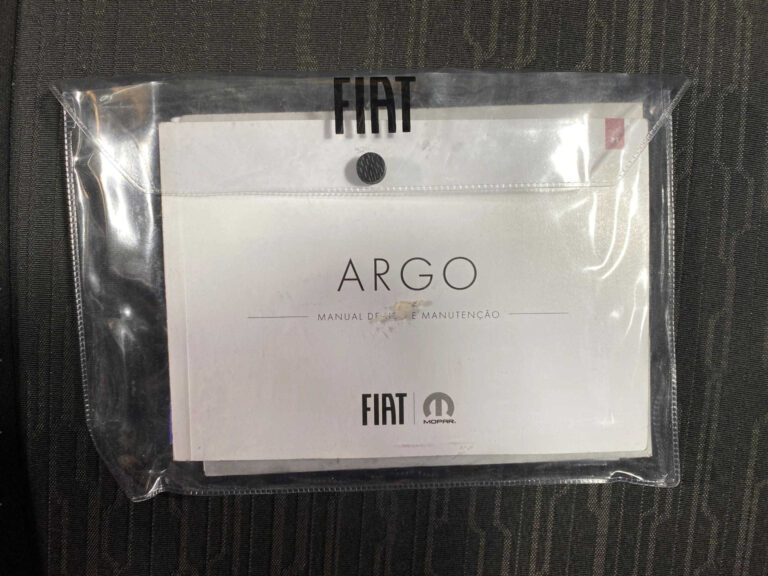 FIAT
ARGO
MANUAL DE E MANUTENÇÃO
FIAT MOPAR.